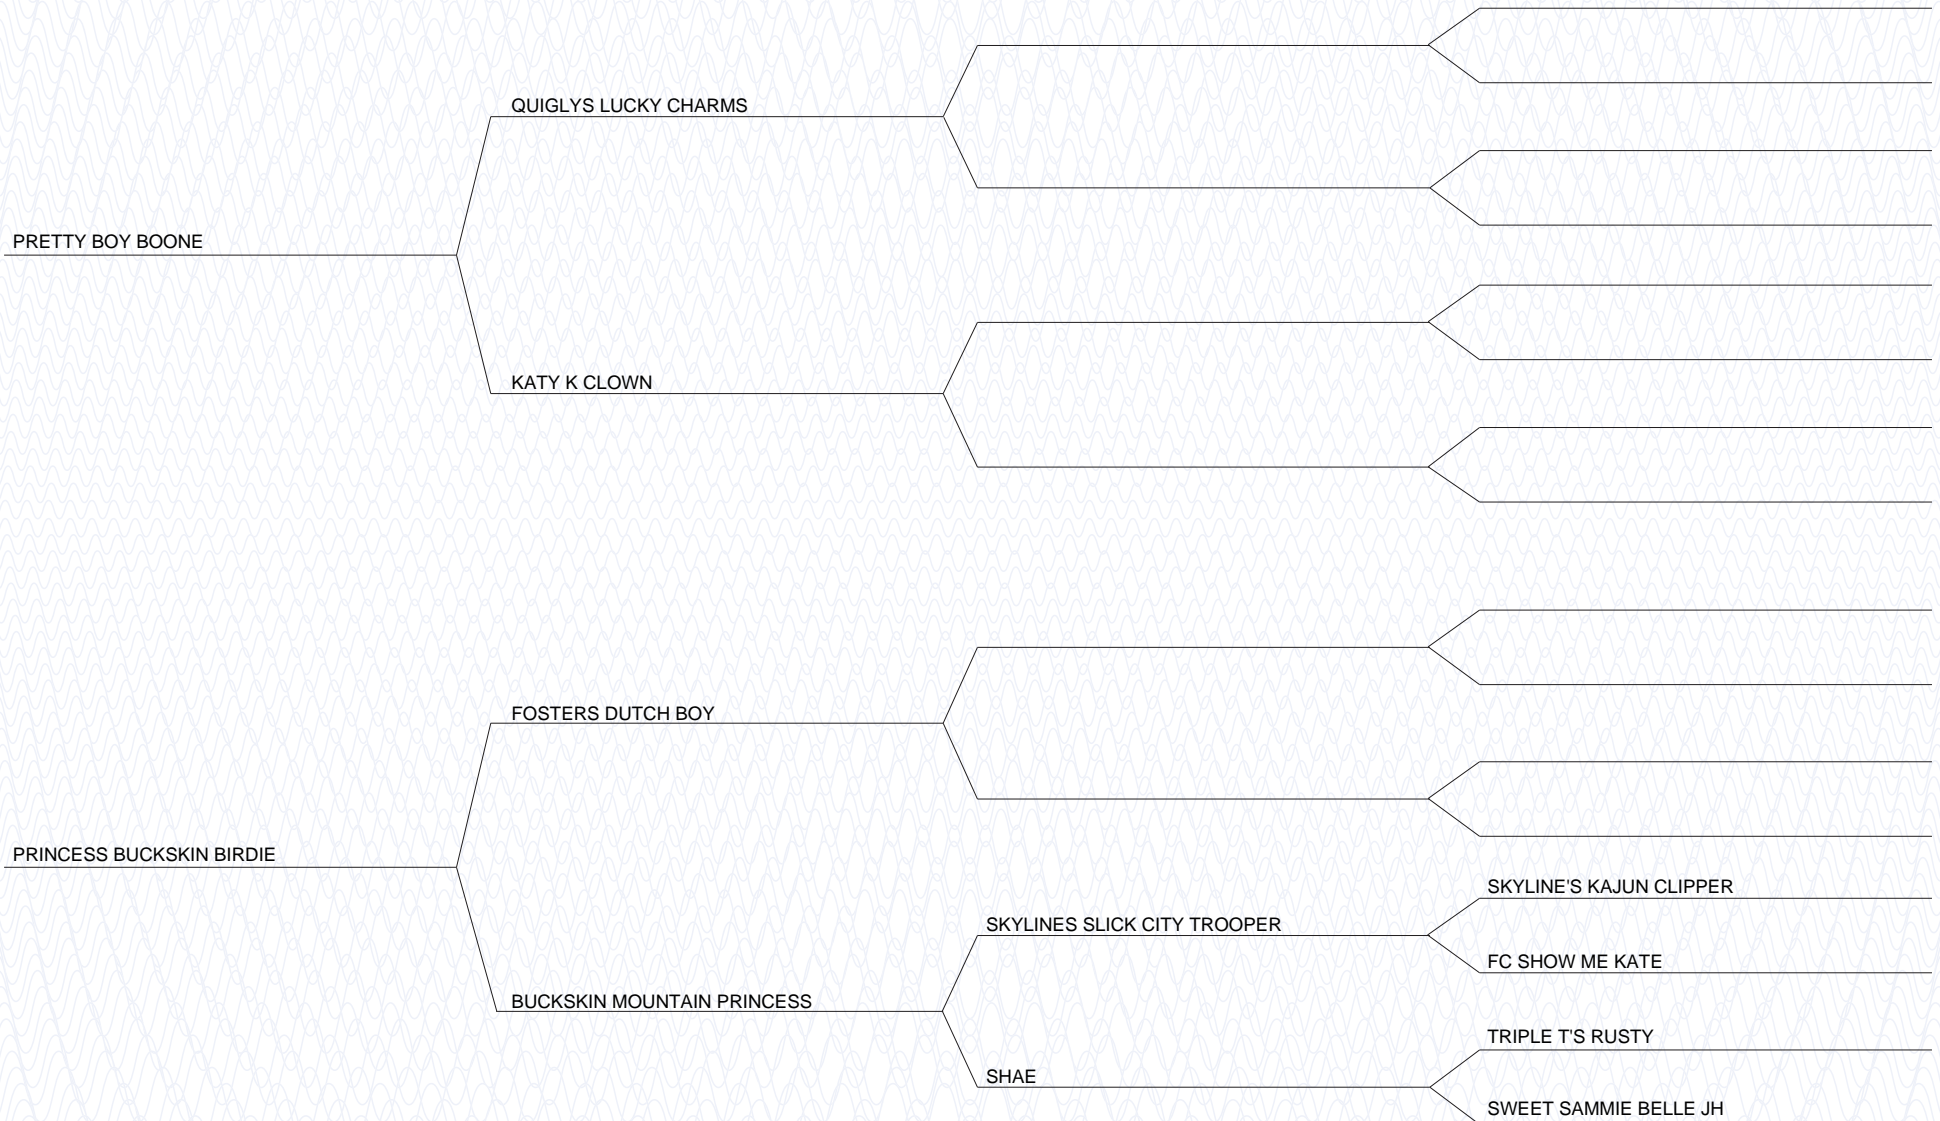 QUIGLYS LUCKY CHARMS
PRETTY BOY BOONE
KATY K CLOWN
FOSTERS DUTCH BOY
PRINCESS BUCKSKIN BIRDIE
SKYLINE'S KAJUN CLIPPER
SKYLINES SLICK CITY TROOPER
FC SHOW ME KATE
BUCKSKIN MOUNTAIN PRINCESS
TRIPLE T'S RUSTY
SHAE
SWEET SAMMIE BELLE JH